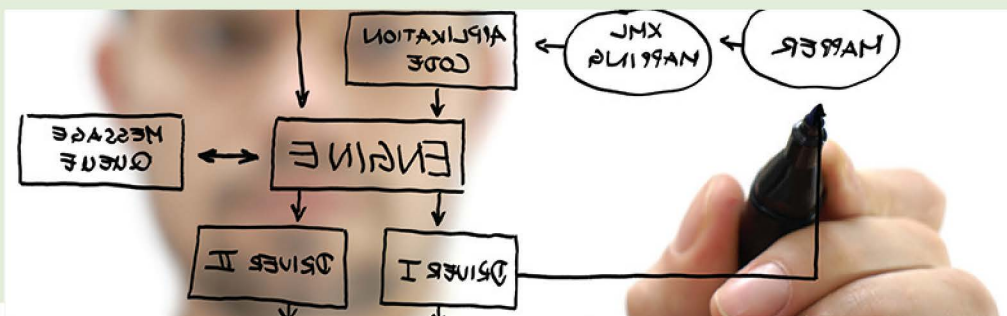 APPLIKATION
CODE
XML
MAPPING
MAPPER
MESSAGE
QUEUE
ENGINE
DRIVER II
DRIVER I